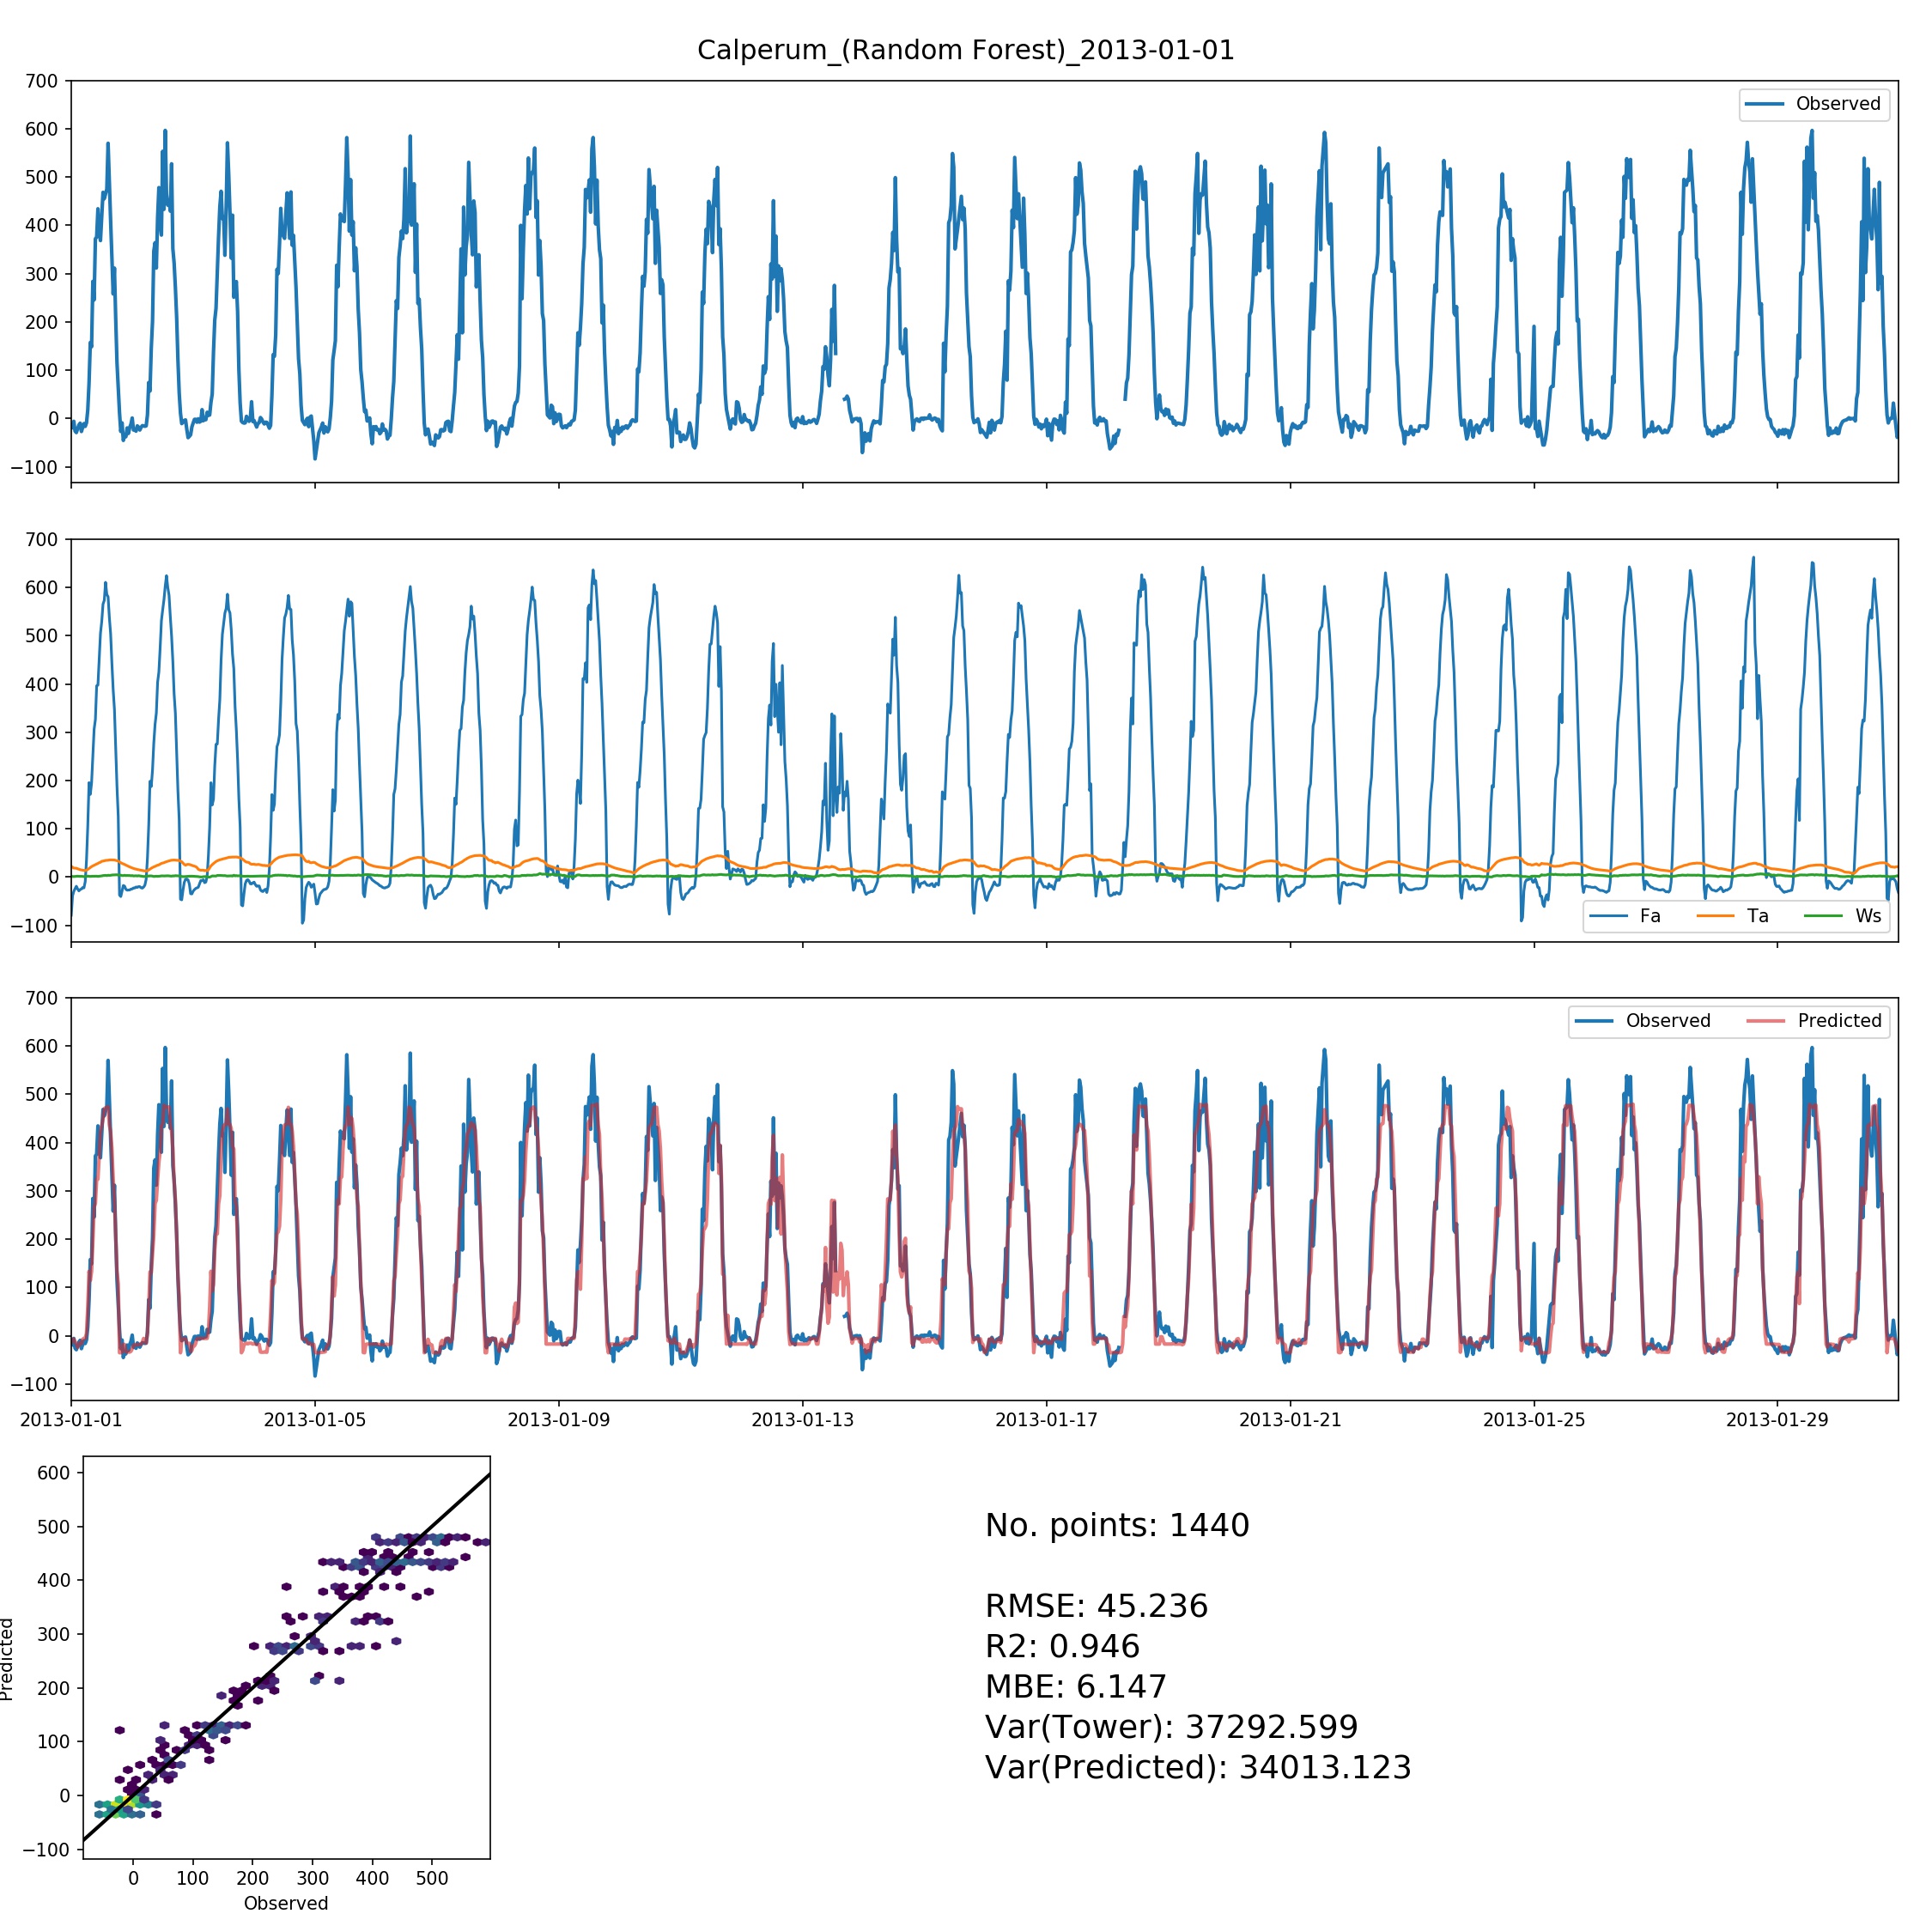 Calperum_(Random Forest)_2013-01-01
700
600
500
400
300
200
100
0
−100
Observed
700
600
500
400
300
200
100
0
−100
Fa Ta Ws
700
600
500
400
300
200
100
0
−100
Observed Predicted
2013-01-01 2013-01-05 2013-01-09 2013-01-13 2013-01-17 2013-01-21 2013-01-25 2013-01-29
600
500
400
300
200
100
0
−100
Predicted
0 100 200 300 400 500
Observed
No. points: 1440
RMSE: 45.236
R2: 0.946
MBE: 6.147
Var(Tower): 37292.599
Var(Predicted): 34013.123